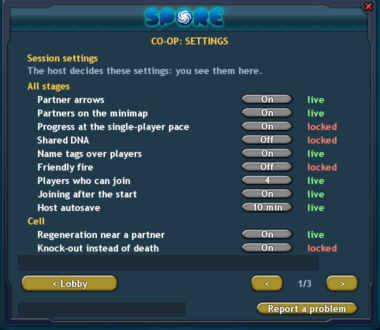 SPORE
CO-OP: SETTINGS
Session settings
The host decides these settings: you see them here.
All stages
Partner arrows On live
Partners on the minimap On live
Progress at the single-player pace On locked
Shared DNA Off locked
Name tags over players On live
Friendly fire Off locked
Players who can join 4 live
Joining after the start On live
Host autosave 10 min live
Cell
Regeneration near a partner On live
Knock-out instead of death On locked
< Lobby < 1/3 >
Report a problem